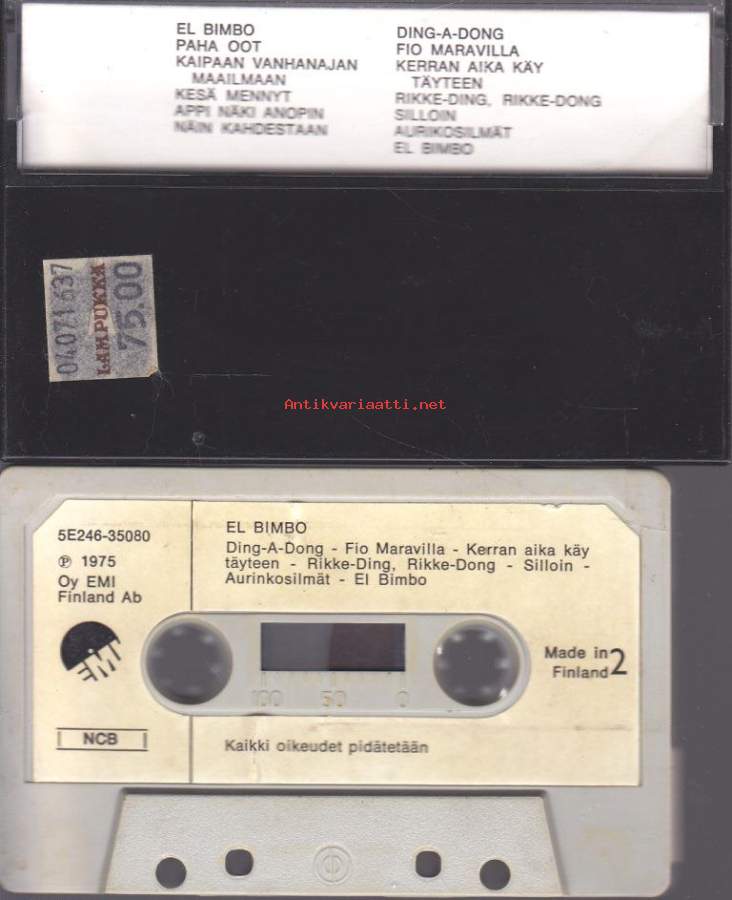 EL BIMBO
PAHA OOT
KAIPAAN VANHANAJAN
MAAILMAAN
KESÄ MENNYT
APPI NÄKI ANOPIN
NÄIN KAHDESTAAN
DING-A-DONG
FIO MARAVILLA
KERRAN AIKA KÄY
TÄYTEEN
RIKKE-DING, RIKKE-DONG
SILLOIN
AURIKOSILMÄT
EL BIMBO
04071 637
LAMPUKKA
75.00
Antikvariaatti.net
5E246-35080
℗ 1975
Oy EMI
Finland Ab
EMI
NCB
EL BIMBO
Ding-A-Dong - Fio Maravilla - Kerran aika käy
täyteen - Rikke-Ding, Rikke-Dong - Silloin -
Aurinkosilmät - El Bimbo
100 50 0
Made in
Finland
2
Kaikki oikeudet pidätetään